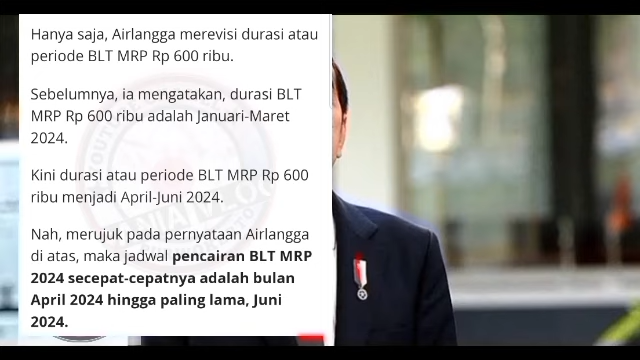 Hanya saja, Airlangga merevisi durasi atau
periode BLT MRP Rp 600 ribu.
Sebelumnya, ia mengatakan, durasi BLT
MRP Rp 600 ribu adalah Januari-Maret
2024.
Kini durasi atau periode BLT MRP Rp 600
ribu menjadi April-Juni 2024.
Nah, merujuk pada pernyataan Airlangga
di atas, maka jadwal pencairan BLT MRP
2024 secepat-cepatnya adalah bulan
April 2024 hingga paling lama, Juni
2024.